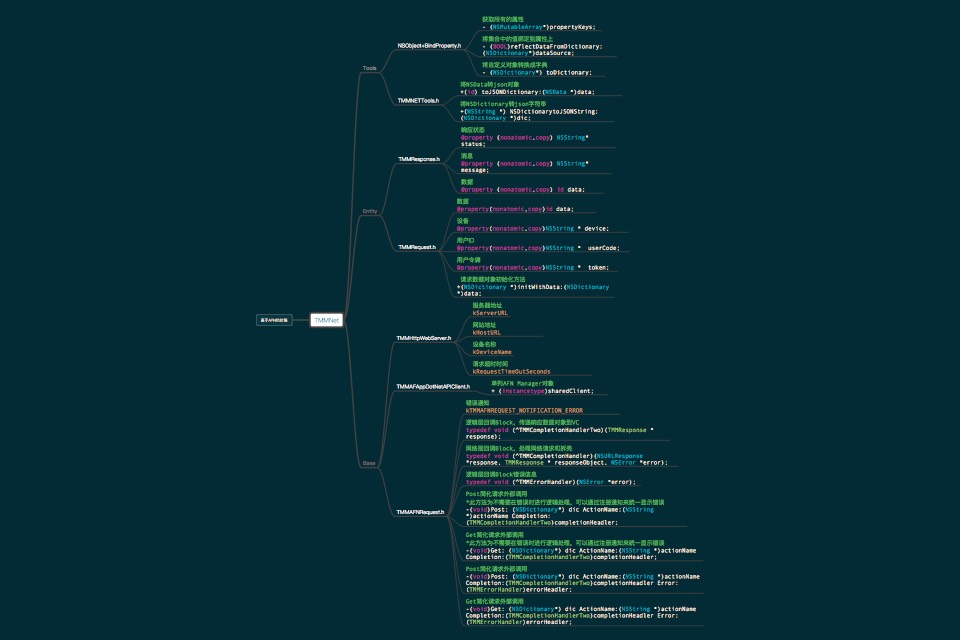 基于AFN的封装
TMMNet
Tools
NSObject+BindProperty.h
获取所有的属性
- (NSMutableArray*)propertyKeys;
将集合中的值绑定到属性上
- (BOOL)reflectDataFromDictionary:
(NSDictionary*)dataSource;
将自定义对象转换成字典
- (NSDictionary*) toDictionary;
TMMNETTools.h
将NSData转json对象
+(id) toJSONDictionary:(NSData *)data;
将NSDictionary转json字符串
+(NSString *) NSDictionarytoJSONString:
(NSDictionary *)dic;
Entity
TMMResponse.h
响应状态
@property (nonatomic,copy) NSString*
status;
消息
@property (nonatomic,copy) NSString*
message;
数据
@property (nonatomic,copy) id data;
TMMRequest.h
数据
@property(nonatomic,copy)id data;
设备
@property(nonatomic,copy)NSString * device;
用户ID
@property(nonatomic,copy)NSString *  userCode;
用户令牌
@property(nonatomic,copy)NSString *  token;
请求数据对象初始化方法
+(NSDictionary *)initWithData:(NSDictionary
*)data;
Base
TMMHttpWebServer.h
服务器地址
kServerURL
网站地址
kHostURL
设备名称
kDeviceName
请求超时时间
kRequestTimeOutSeconds
TMMAFAppDotNetAPIClient.h
单列AFN Manager对象
+ (instancetype)sharedClient;
TMMAFNRequest.h
错误通知
kTMMAFNREQUEST_NOTIFICATION_ERROR
逻辑层回调Block，传递响应数据对象到VC
typedef void (^TMMCompletionHandlerTwo)(TMMResponse *
response);
网络层回调Block，处理网络请求和拆壳
typedef void (^TMMCompletionHandler)(NSURLResponse
*response, TMMResponse * responseObject, NSError *error);
逻辑层回调Block错误信息
typedef void (^TMMErrorHandler)(NSError *error);
Post简化请求外部调用
*此方法为不需要在错误时进行逻辑处理，可以通过注册通知来统一显示错误
-(void)Post: (NSDictionary*) dic ActionName:(NSString
*)actionName Completion:
(TMMCompletionHandlerTwo)completionHeadler;
Get简化请求外部调用
*此方法为不需要在错误时进行逻辑处理，可以通过注册通知来统一显示错误
-(void)Get: (NSDictionary*) dic ActionName:(NSString *)actionName
Completion:(TMMCompletionHandlerTwo)completionHeadler;
Post简化请求外部调用
-(void)Post: (NSDictionary*) dic ActionName:(NSString *)actionName
Completion:(TMMCompletionHandlerTwo)completionHeadler Error:
(TMMErrorHandler)errorHeadler;
Get简化请求外部调用
-(void)Get: (NSDictionary*) dic ActionName:(NSString *)actionName
Completion:(TMMCompletionHandlerTwo)completionHeadler Error:
(TMMErrorHandler)errorHeadler;